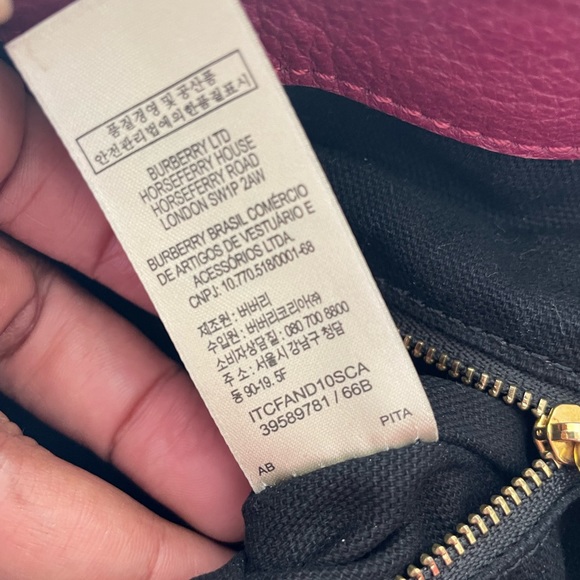 품질경영 및 공산품
안전관리법에의한품질표시
BURBERRY LTD
HORSEFERRY HOUSE
HORSEFERRY ROAD
LONDON SW1P 2AW
BURBERRY BRASIL COMÉRCIO
DE ARTIGOS DE VESTUÁRIO E
ACESSÓRIOS LTDA.
CNPJ: 10.770.518/0001-68
제조원 : 버버리
수입원 : 버버리코리아㈜
소비자상담실 : 080 700 8800
주 소 : 서울시 강남구 청담
동 90-19. 5F
ITCFAND10SCA
39589781 / 66B
PITA
AB